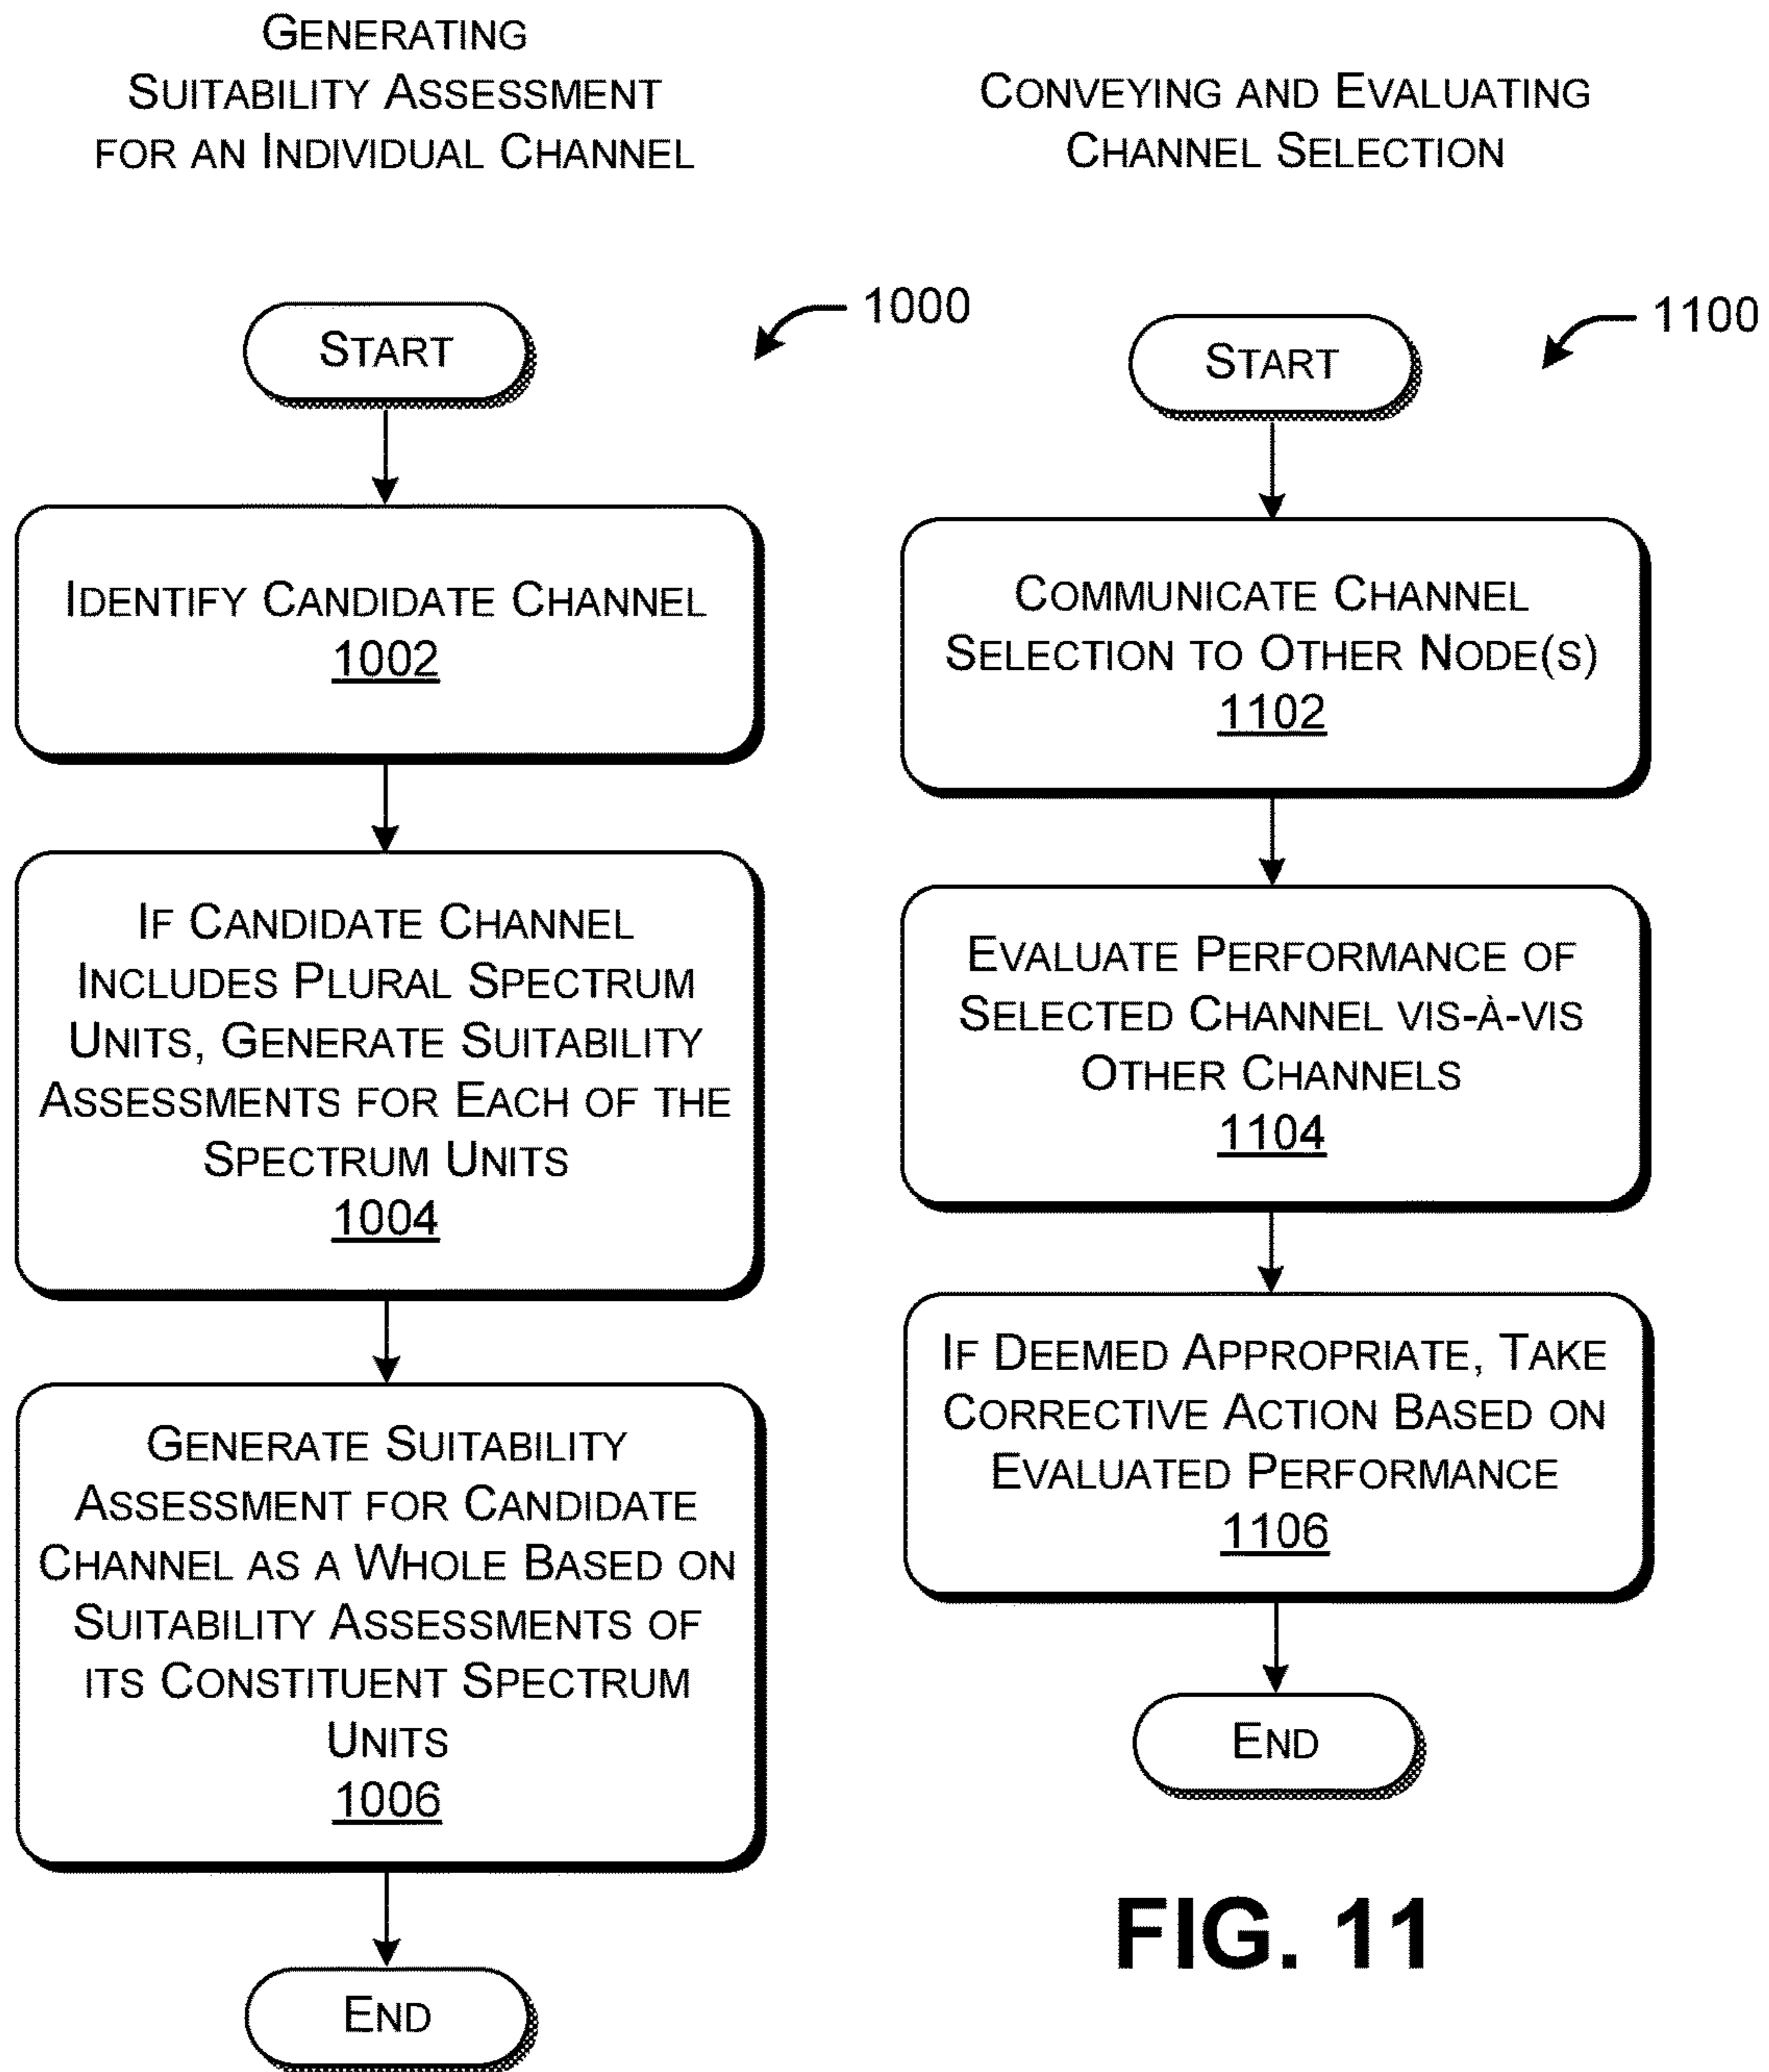 GENERATING
SUITABILITY ASSESSMENT
FOR AN INDIVIDUAL CHANNEL
1000
START
IDENTIFY CANDIDATE CHANNEL
1002
IF CANDIDATE CHANNEL
INCLUDES PLURAL SPECTRUM
UNITS, GENERATE SUITABILITY
ASSESSMENTS FOR EACH OF THE
SPECTRUM UNITS
1004
GENERATE SUITABILITY
ASSESSMENT FOR CANDIDATE
CHANNEL AS A WHOLE BASED ON
SUITABILITY ASSESSMENTS OF
ITS CONSTITUENT SPECTRUM
UNITS
1006
END
CONVEYING AND EVALUATING
CHANNEL SELECTION
1100
START
COMMUNICATE CHANNEL
SELECTION TO OTHER NODE(S)
1102
EVALUATE PERFORMANCE OF
SELECTED CHANNEL VIS-À-VIS
OTHER CHANNELS
1104
IF DEEMED APPROPRIATE, TAKE
CORRECTIVE ACTION BASED ON
EVALUATED PERFORMANCE
1106
END
FIG. 11